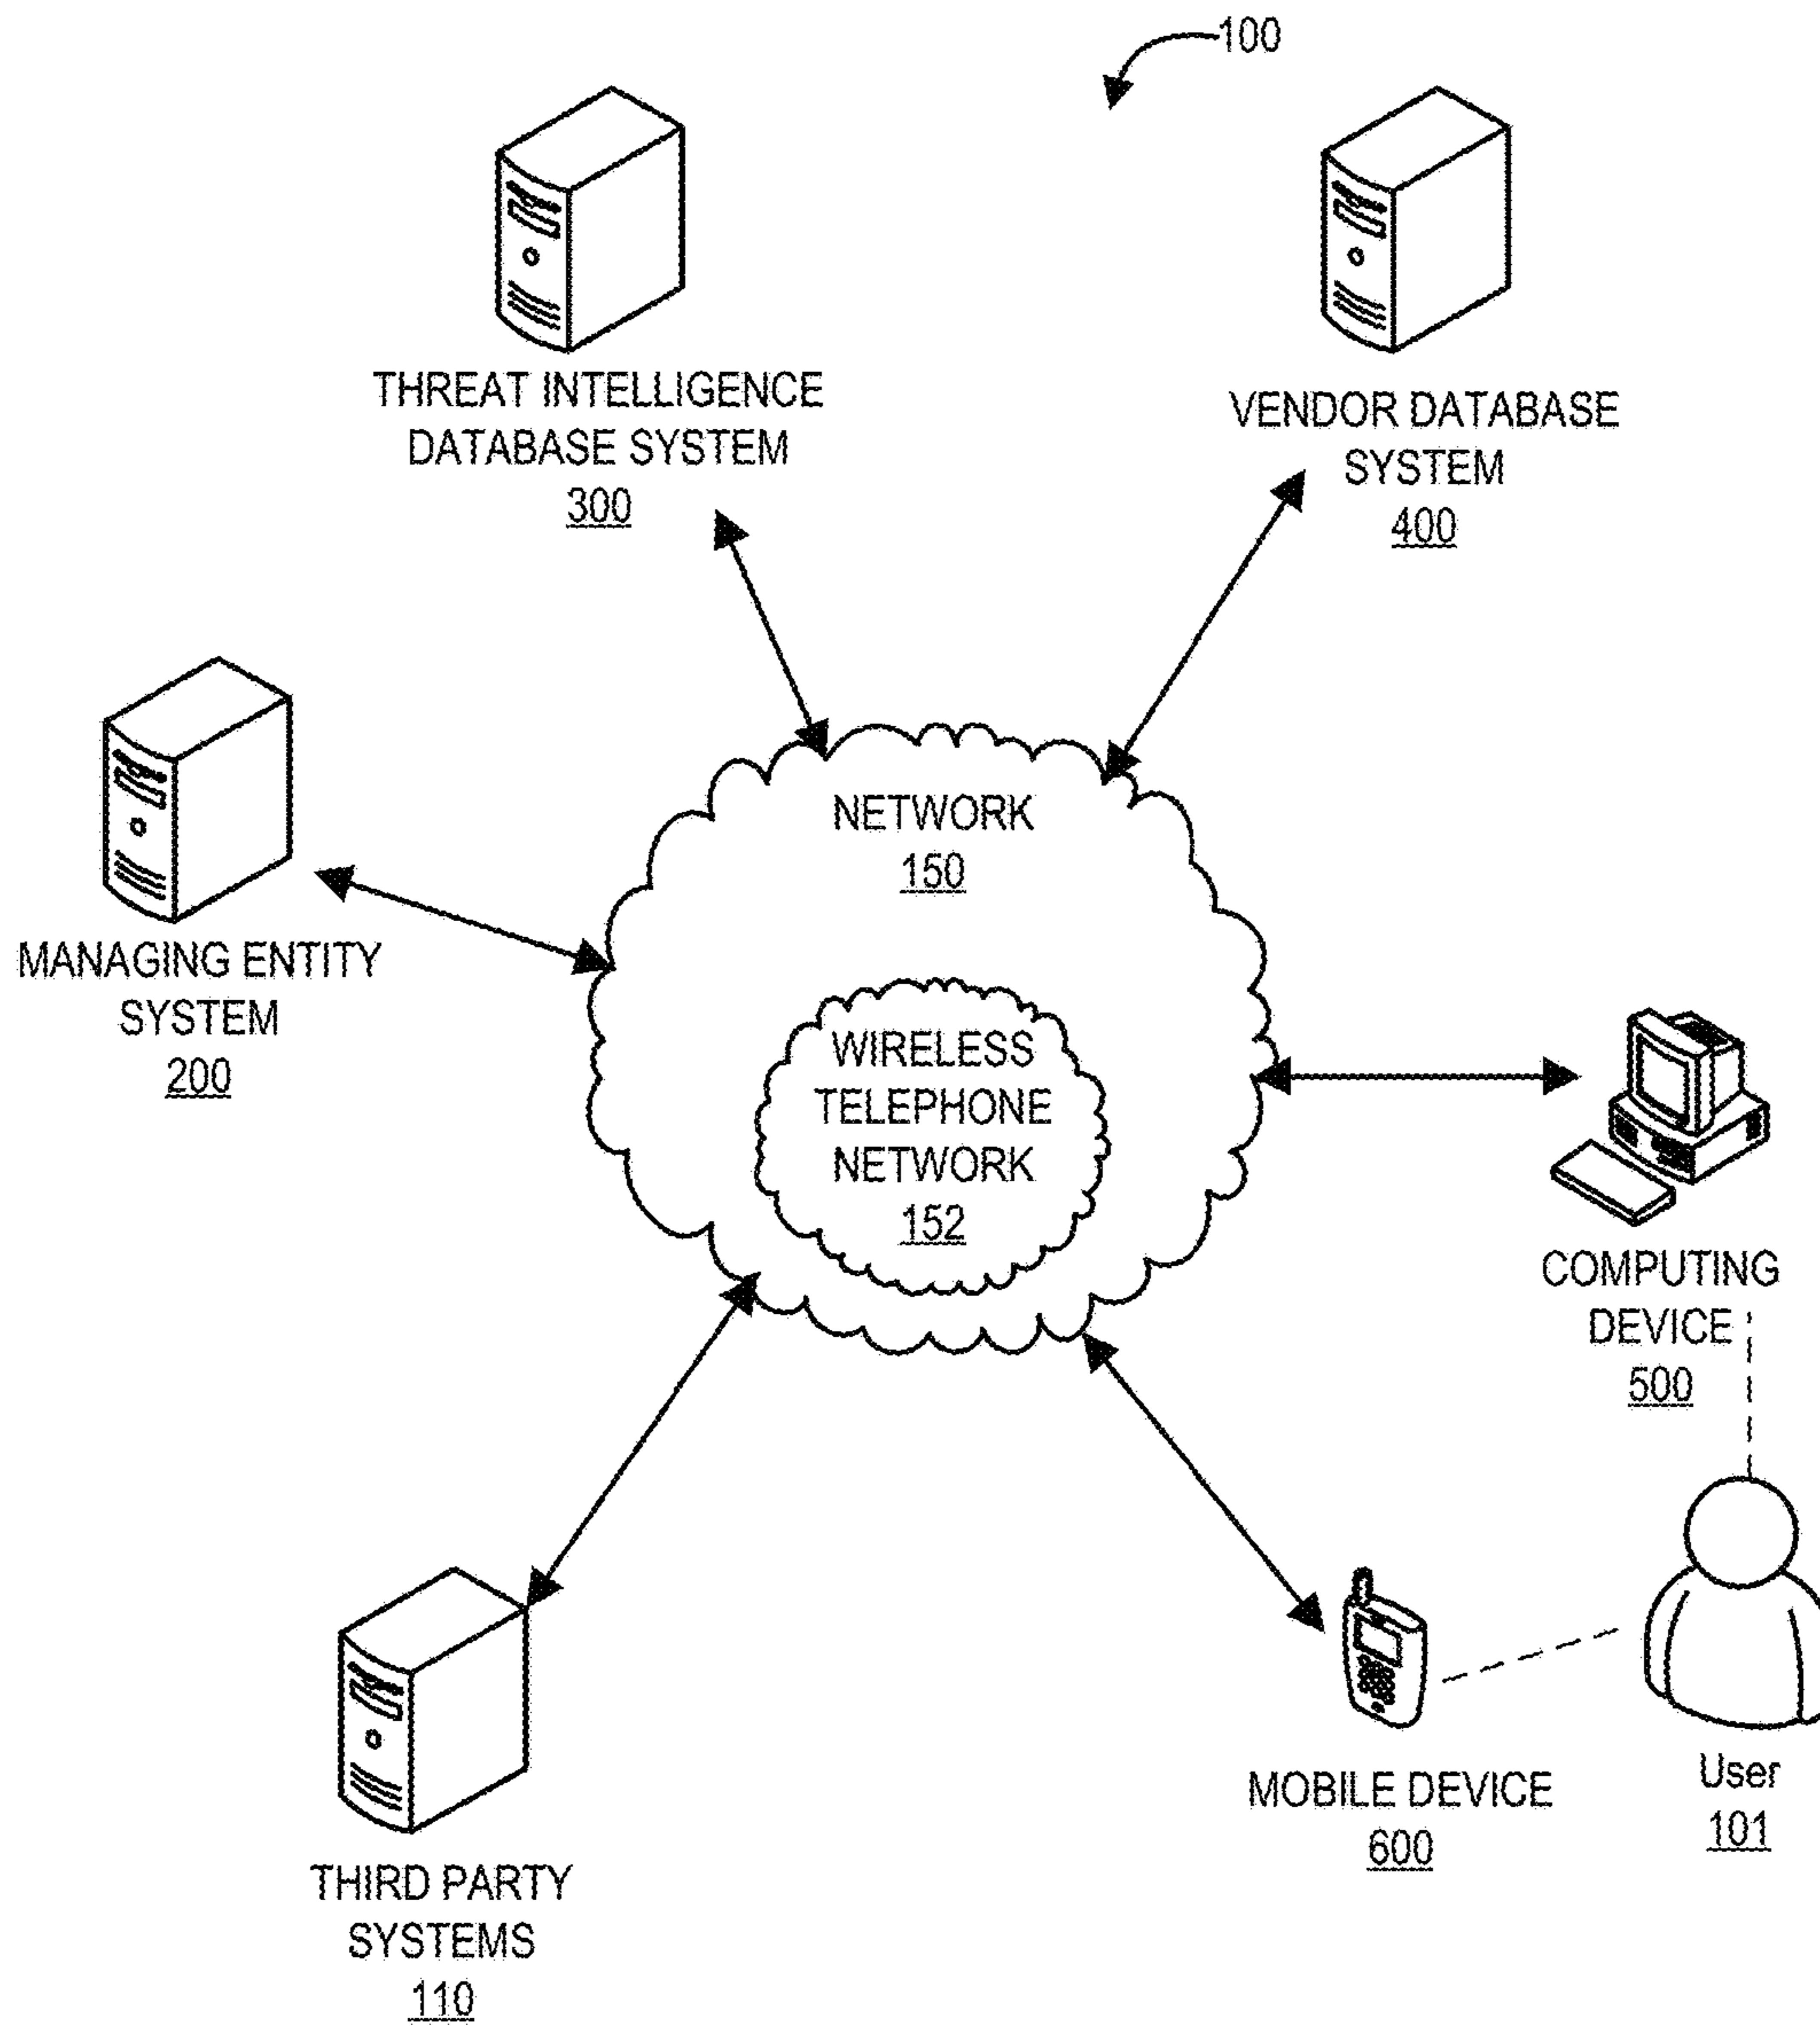 100
THREAT INTELLIGENCE
DATABASE SYSTEM
300
VENDOR DATABASE
SYSTEM
400
NETWORK
150
MANAGING ENTITY
SYSTEM
200
WIRELESS
TELEPHONE
NETWORK
152
COMPUTING
DEVICE
500
MOBILE DEVICE
600
User
101
THIRD PARTY
SYSTEMS
110